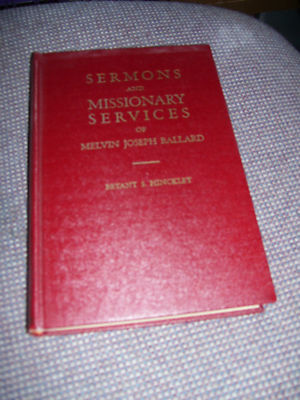 SERMONS
AND
MISSIONARY
SERVICES
OF
MELVIN JOSEPH BALLARD
BRYANT S. HINCKLEY